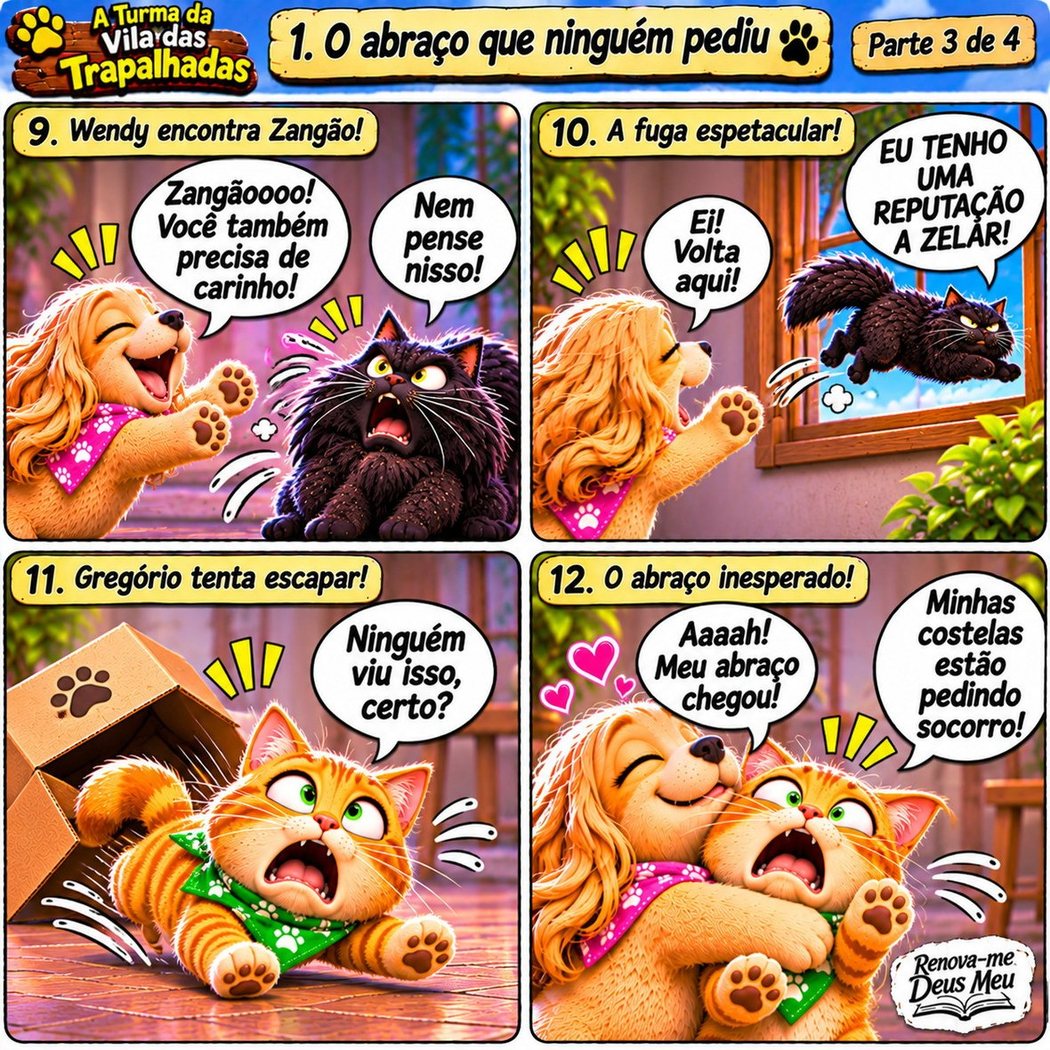 A Turma da
Vila das
Trapalhadas
1. O abraço que ninguém pediu
Parte 3 de 4
9. Wendy encontra Zangão!
Zangãoooo!
Você também
precisa de
carinho!
Nem
pense
nisso!
10. A fuga espetacular!
Ei!
Volta
aqui!
EU TENHO
UMA
REPUTAÇÃO
A ZELAR!
11. Gregório tenta escapar!
Ninguém
viu isso,
certo?
12. O abraço inesperado!
Aaaah!
Meu abraço
chegou!
Minhas
costelas
estão
pedindo
socorro!
Renova-me
Deus Meu